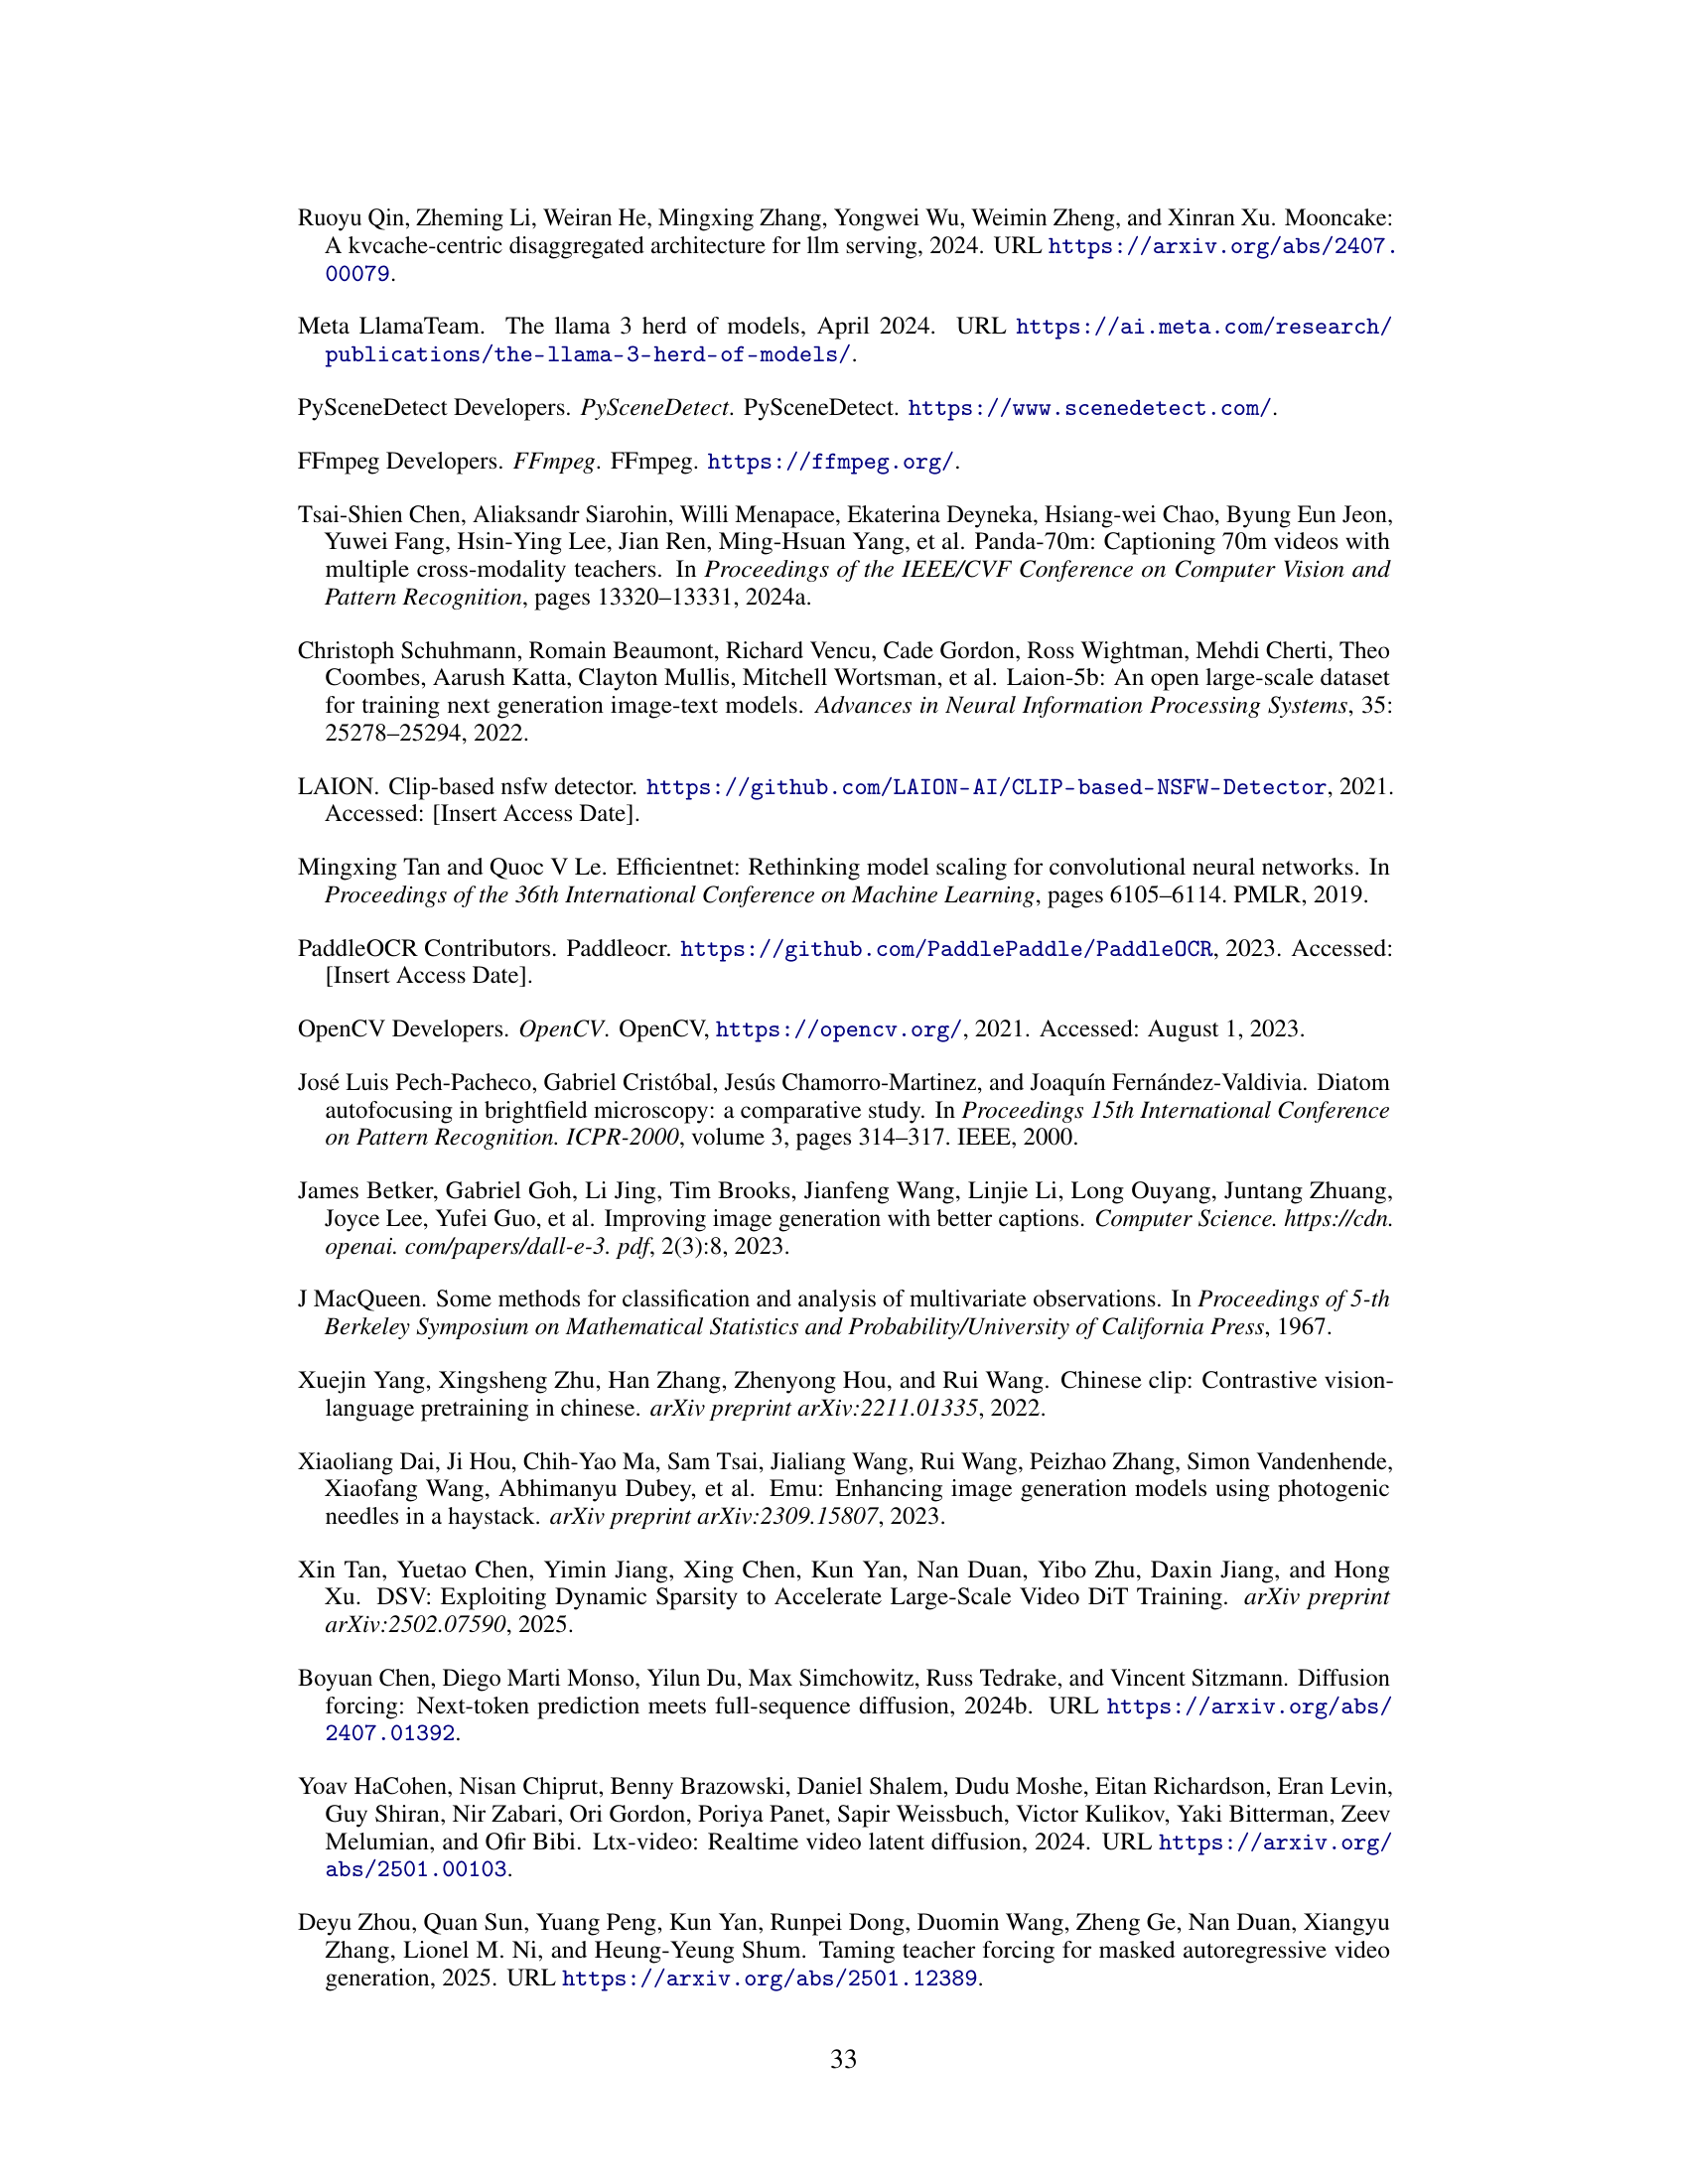 Ruoyu Qin, Zheming Li, Weiran He, Mingxing Zhang, Yongwei Wu, Weimin Zheng, and Xinran Xu. Mooncake:
A kvcache-centric disaggregated architecture for llm serving, 2024. URL https://arxiv.org/abs/2407.
00079.
Meta LlamaTeam. The llama 3 herd of models, April 2024. URL https://ai.meta.com/research/
publications/the-llama-3-herd-of-models/.
PySceneDetect Developers. PySceneDetect. PySceneDetect. https://www.scenedetect.com/.
FFmpeg Developers. FFmpeg. FFmpeg. https://ffmpeg.org/.
Tsai-Shien Chen, Aliaksandr Siarohin, Willi Menapace, Ekaterina Deyneka, Hsiang-wei Chao, Byung Eun Jeon,
Yuwei Fang, Hsin-Ying Lee, Jian Ren, Ming-Hsuan Yang, et al. Panda-70m: Captioning 70m videos with
multiple cross-modality teachers. In Proceedings of the IEEE/CVF Conference on Computer Vision and
Pattern Recognition, pages 13320–13331, 2024a.
Christoph Schuhmann, Romain Beaumont, Richard Vencu, Cade Gordon, Ross Wightman, Mehdi Cherti, Theo
Coombes, Aarush Katta, Clayton Mullis, Mitchell Wortsman, et al. Laion-5b: An open large-scale dataset
for training next generation image-text models. Advances in Neural Information Processing Systems, 35:
25278–25294, 2022.
LAION. Clip-based nsfw detector. https://github.com/LAION-AI/CLIP-based-NSFW-Detector, 2021.
Accessed: [Insert Access Date].
Mingxing Tan and Quoc V Le. Efficientnet: Rethinking model scaling for convolutional neural networks. In
Proceedings of the 36th International Conference on Machine Learning, pages 6105–6114. PMLR, 2019.
PaddleOCR Contributors. Paddleocr. https://github.com/PaddlePaddle/PaddleOCR, 2023. Accessed:
[Insert Access Date].
OpenCV Developers. OpenCV. OpenCV, https://opencv.org/, 2021. Accessed: August 1, 2023.
José Luis Pech-Pacheco, Gabriel Cristóbal, Jesús Chamorro-Martinez, and Joaquín Fernández-Valdivia. Diatom
autofocusing in brightfield microscopy: a comparative study. In Proceedings 15th International Conference
on Pattern Recognition. ICPR-2000, volume 3, pages 314–317. IEEE, 2000.
James Betker, Gabriel Goh, Li Jing, Tim Brooks, Jianfeng Wang, Linjie Li, Long Ouyang, Juntang Zhuang,
Joyce Lee, Yufei Guo, et al. Improving image generation with better captions. Computer Science. https://cdn.
openai. com/papers/dall-e-3. pdf, 2(3):8, 2023.
J MacQueen. Some methods for classification and analysis of multivariate observations. In Proceedings of 5-th
Berkeley Symposium on Mathematical Statistics and Probability/University of California Press, 1967.
Xuejin Yang, Xingsheng Zhu, Han Zhang, Zhenyong Hou, and Rui Wang. Chinese clip: Contrastive vision-
language pretraining in chinese. arXiv preprint arXiv:2211.01335, 2022.
Xiaoliang Dai, Ji Hou, Chih-Yao Ma, Sam Tsai, Jialiang Wang, Rui Wang, Peizhao Zhang, Simon Vandenhende,
Xiaofang Wang, Abhimanyu Dubey, et al. Emu: Enhancing image generation models using photogenic
needles in a haystack. arXiv preprint arXiv:2309.15807, 2023.
Xin Tan, Yuetao Chen, Yimin Jiang, Xing Chen, Kun Yan, Nan Duan, Yibo Zhu, Daxin Jiang, and Hong
Xu. DSV: Exploiting Dynamic Sparsity to Accelerate Large-Scale Video DiT Training. arXiv preprint
arXiv:2502.07590, 2025.
Boyuan Chen, Diego Marti Monso, Yilun Du, Max Simchowitz, Russ Tedrake, and Vincent Sitzmann. Diffusion
forcing: Next-token prediction meets full-sequence diffusion, 2024b. URL https://arxiv.org/abs/
2407.01392.
Yoav HaCohen, Nisan Chiprut, Benny Brazowski, Daniel Shalem, Dudu Moshe, Eitan Richardson, Eran Levin,
Guy Shiran, Nir Zabari, Ori Gordon, Poriya Panet, Sapir Weissbuch, Victor Kulikov, Yaki Bitterman, Zeev
Melumian, and Ofir Bibi. Ltx-video: Realtime video latent diffusion, 2024. URL https://arxiv.org/
abs/2501.00103.
Deyu Zhou, Quan Sun, Yuang Peng, Kun Yan, Runpei Dong, Duomin Wang, Zheng Ge, Nan Duan, Xiangyu
Zhang, Lionel M. Ni, and Heung-Yeung Shum. Taming teacher forcing for masked autoregressive video
generation, 2025. URL https://arxiv.org/abs/2501.12389.
33